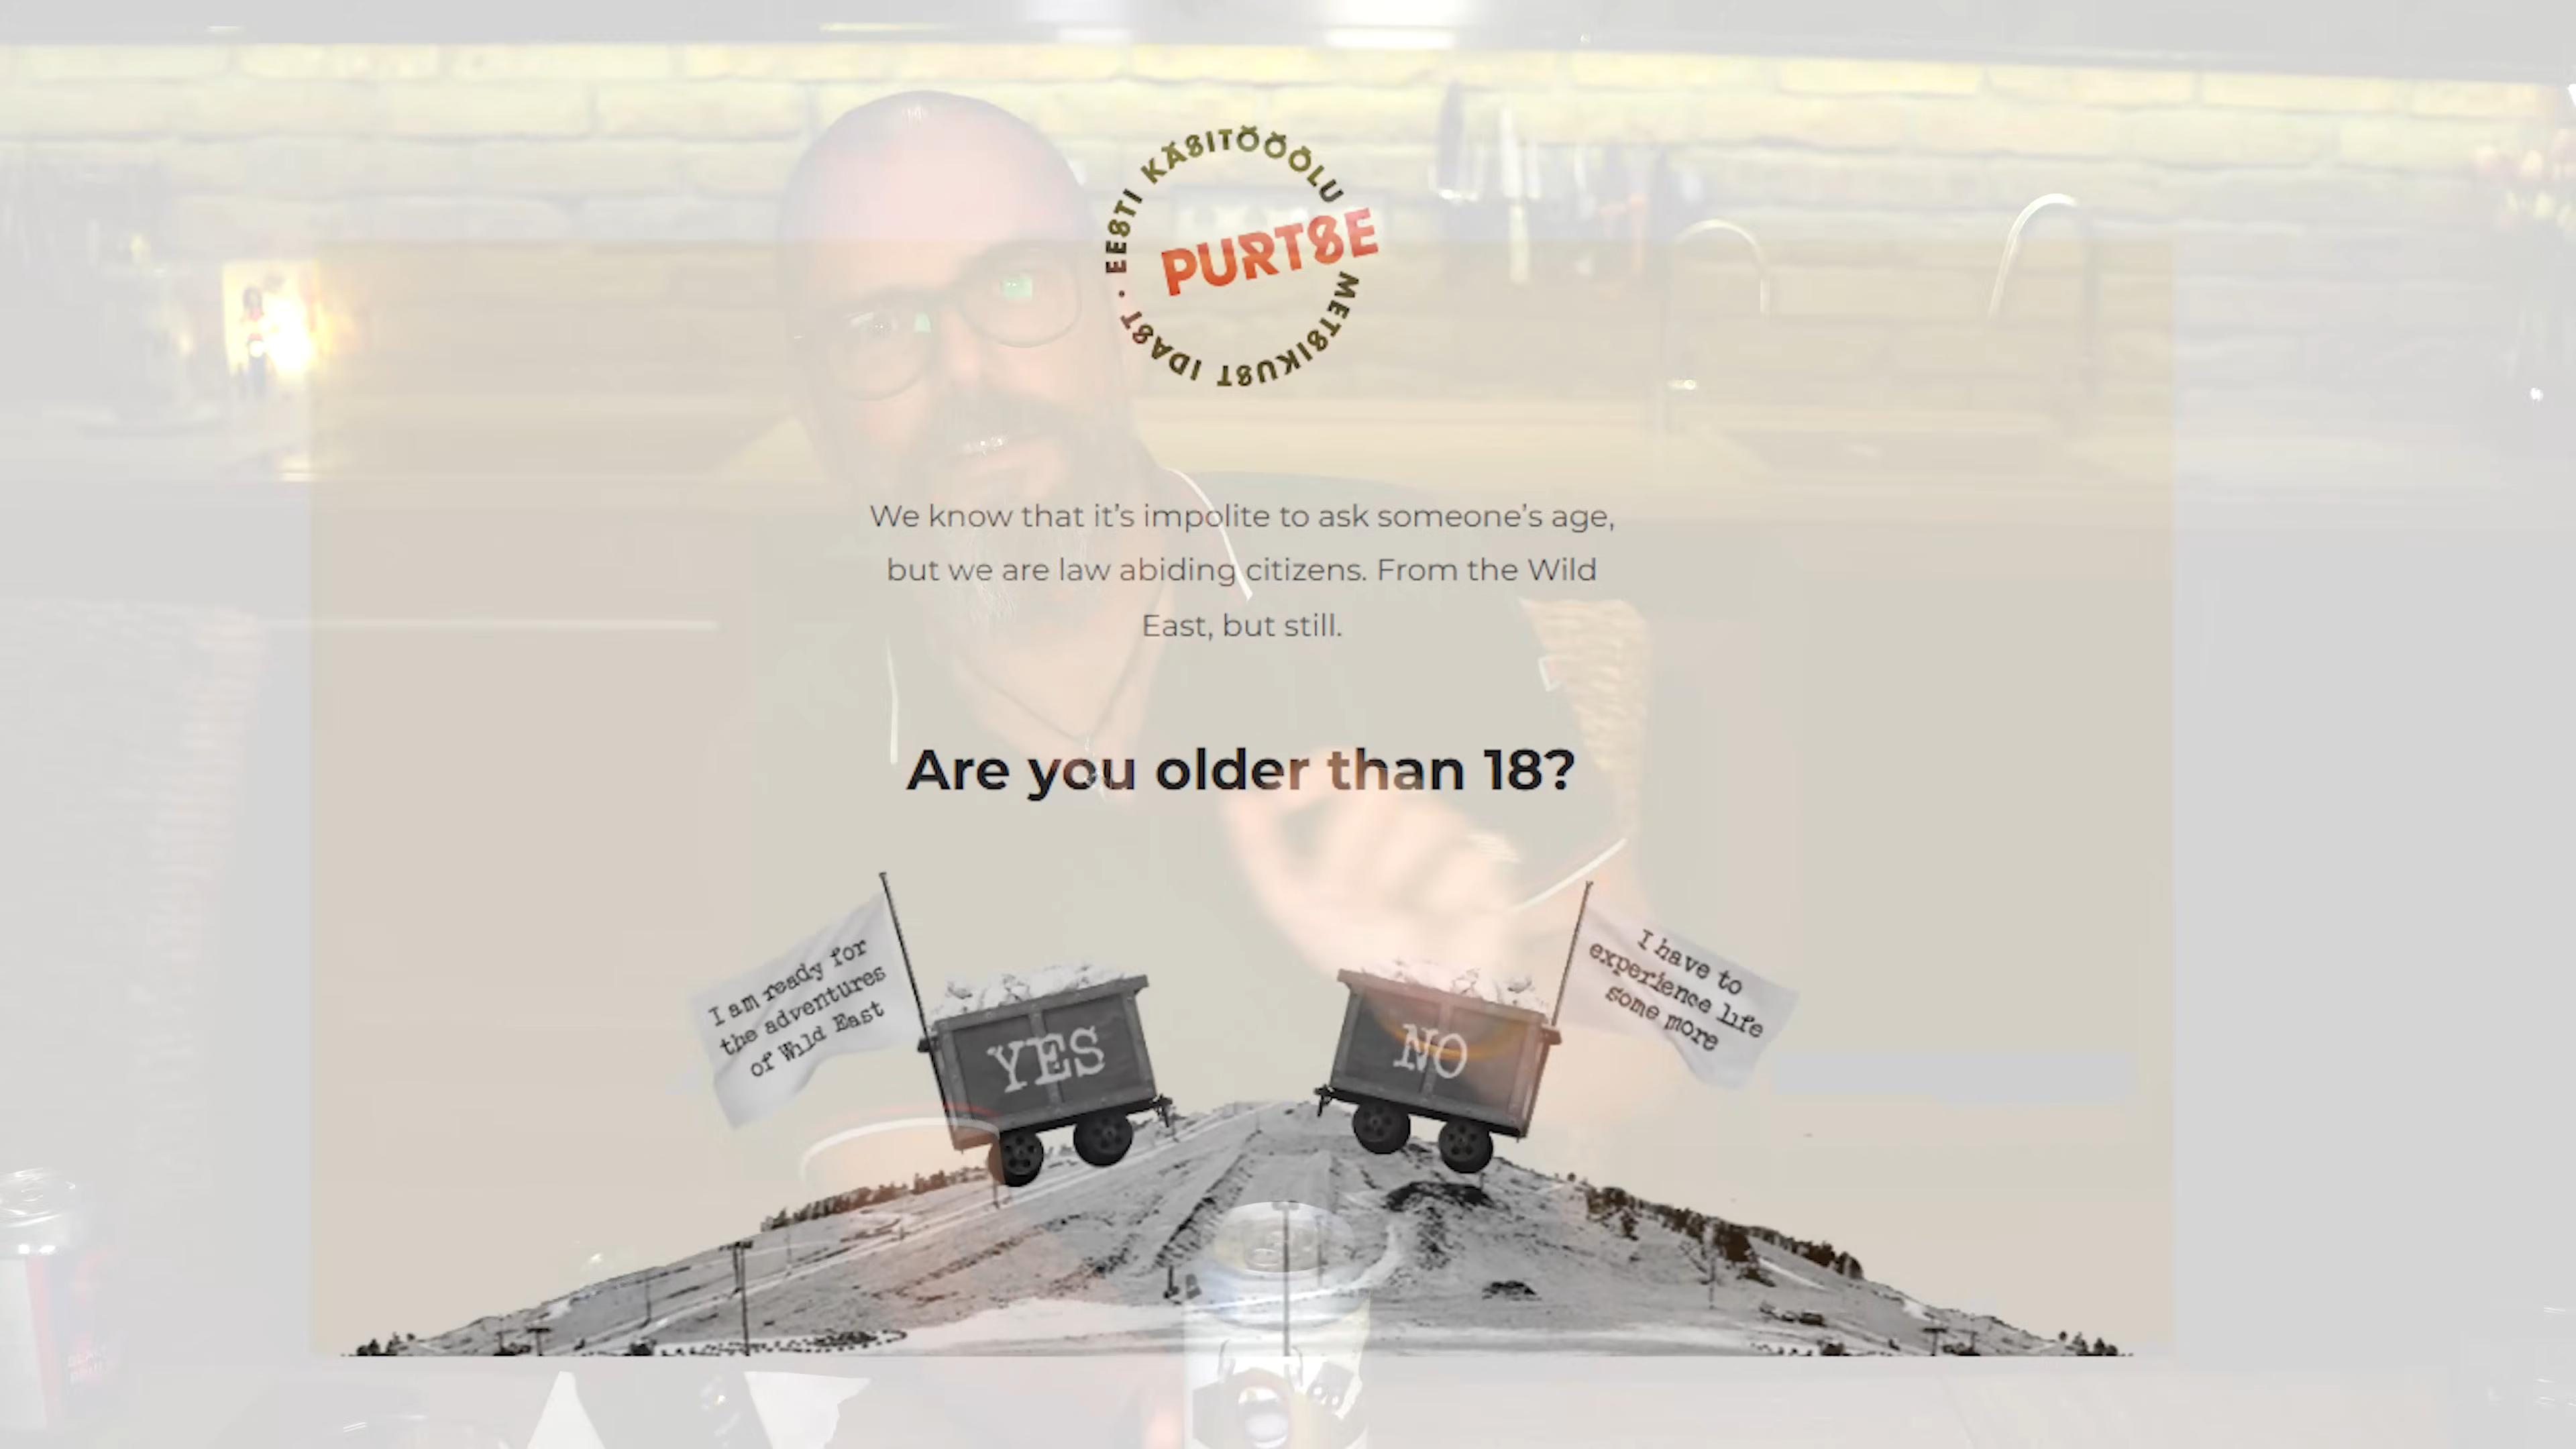 EESTI KÄSITÖÖÕLU
PURTSE
METSIKUST IDAST ·
We know that it's impolite to ask someone's age,
but we are law abiding citizens. From the Wild
East, but still.
Are you older than 18?
I am ready for
the adventures
of Wild East
YES
NO
I have to
experience life
some more